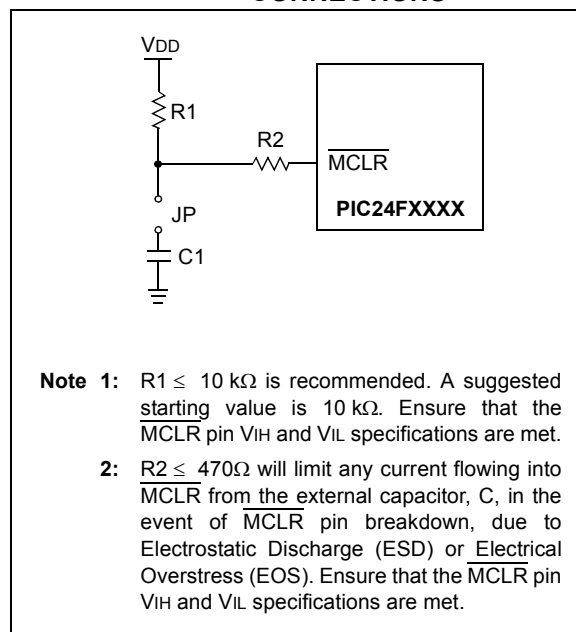 VDD
R1
R2
MCLR
PIC24FXXXX
JP
C1
Note 1: R1 ≤ 10 kΩ is recommended. A suggested
starting value is 10 kΩ. Ensure that the
MCLR pin VIH and VIL specifications are met.
2: R2 ≤ 470Ω will limit any current flowing into
MCLR from the external capacitor, C, in the
event of MCLR pin breakdown, due to
Electrostatic Discharge (ESD) or Electrical
Overstress (EOS). Ensure that the MCLR pin
VIH and VIL specifications are met.